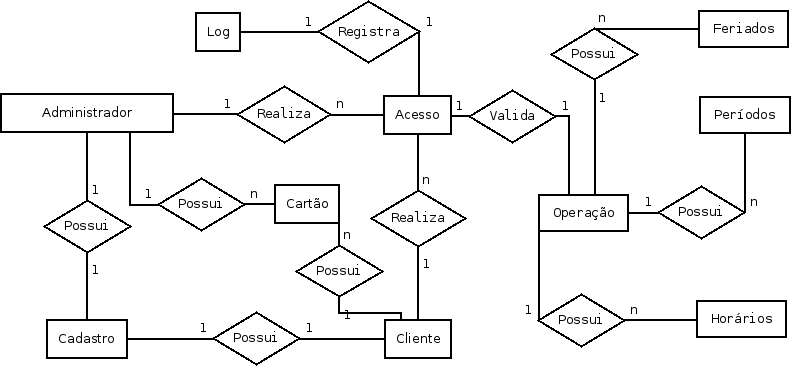 n
1
1
Log
Registra
Feriados
Possui
1
Administrador
1
Realiza
n
Acesso
1
Valida
1
Períodos
n
1
1
n
Possui
Possui
Cartão
Realiza
Operação
1
Possui
n
Possui
n
1
1
Possui
1
1
n
Possui
Horários
1
1
Cadastro
Possui
Cliente